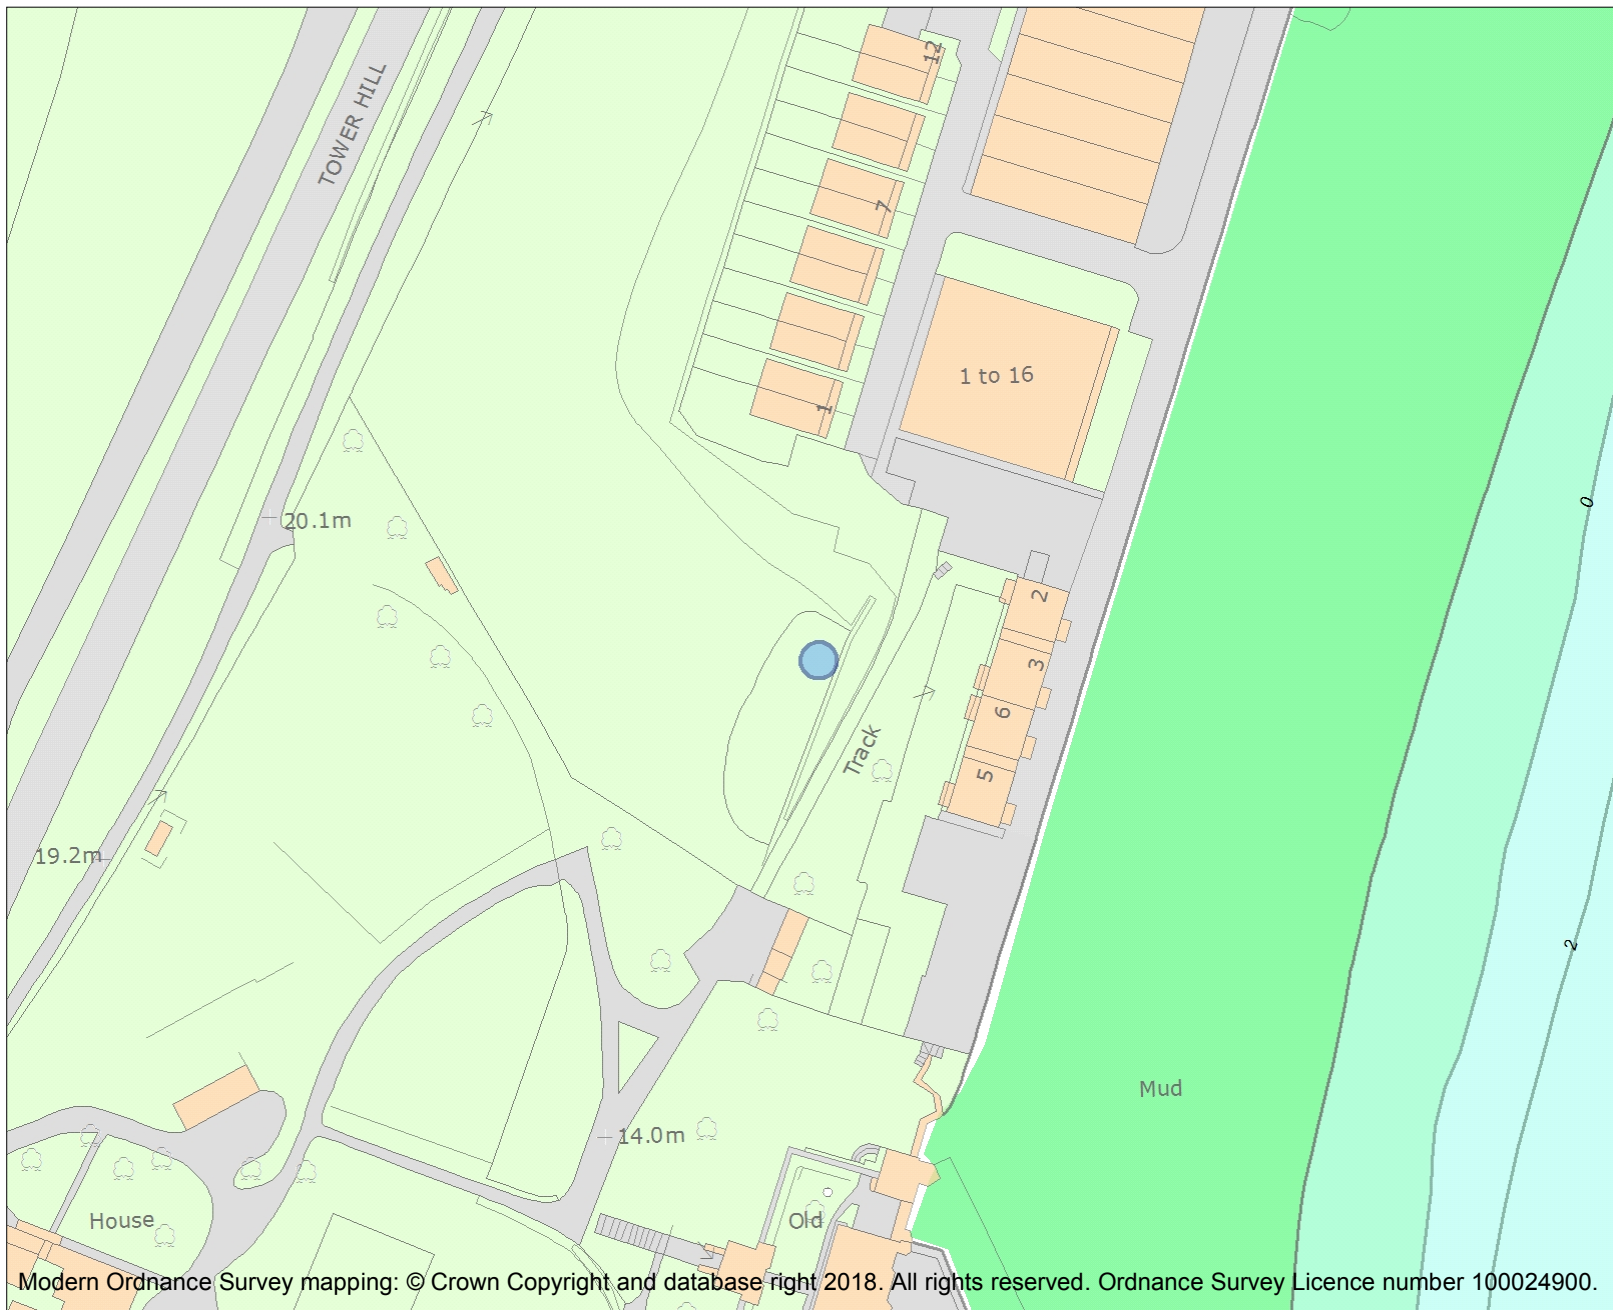 12
TOWER HILL
7
1 to 16
1
0
20.1m
2
3
6
Track
5
19.2m
2
Mud
14.0m
House
Old
Modern Ordnance Survey mapping: © Crown Copyright and database right 2018. All rights reserved. Ordnance Survey Licence number 100024900.